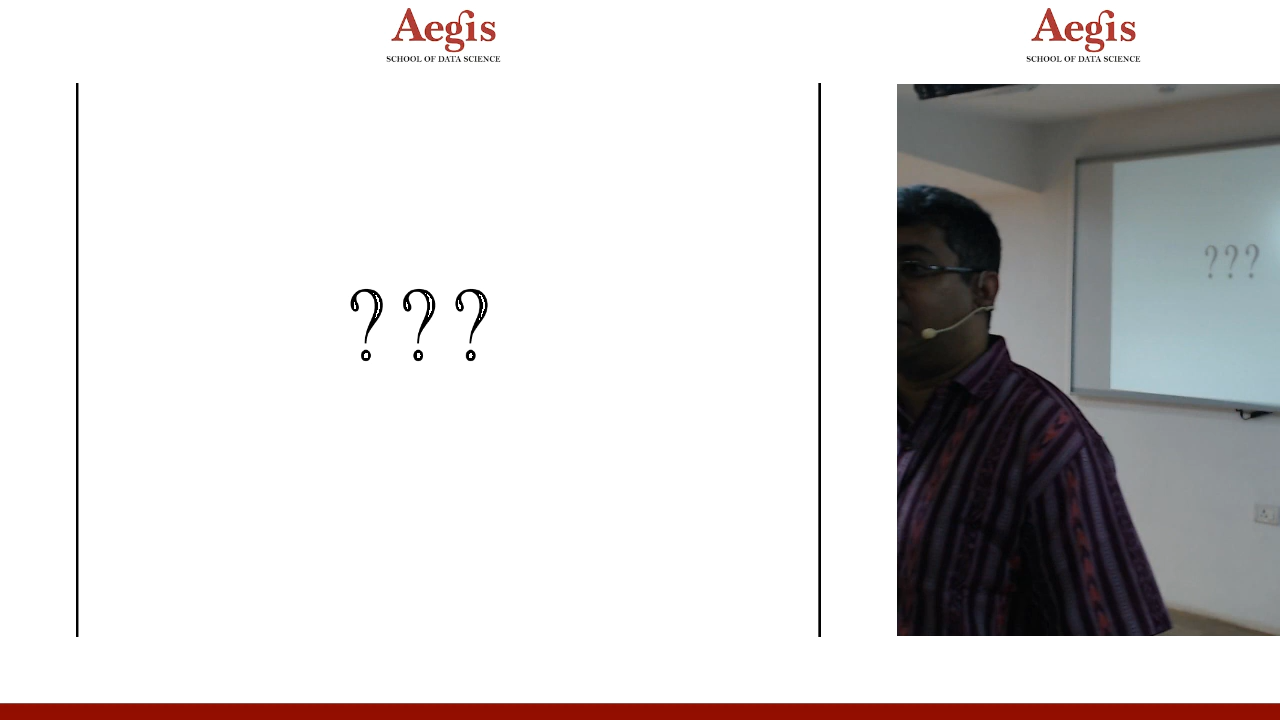 Aegis
SCHOOL OF DATA SCIENCE
Aegis
SCHOOL OF DATA SCIENCE
? ? ?
? ? ?